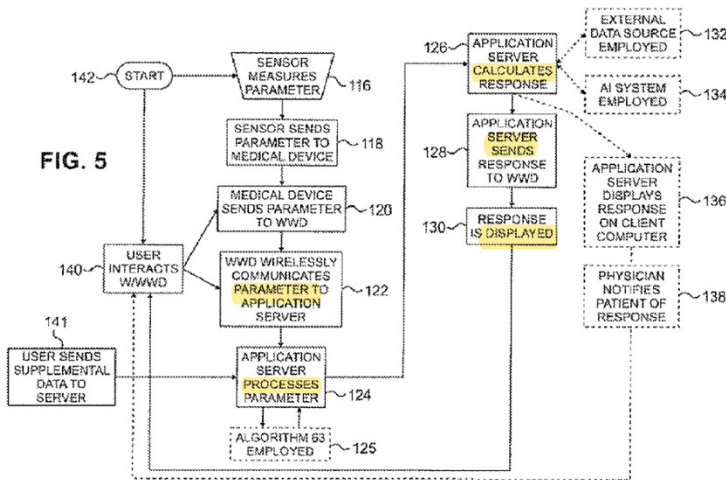 142
START
SENSOR
MEASURES
PARAMETER
116
SENSOR SENDS
PARAMETER TO
MEDICAL DEVICE
118
FIG. 5
MEDICAL DEVICE
SENDS PARAMETER
TO WWD
120
140
USER
INTERACTS
W/WWD
WWD WIRELESSLY
COMMUNICATES
PARAMETER TO
APPLICATION
SERVER
122
141
USER SENDS
SUPPLEMENTAL
DATA TO
SERVER
APPLICATION
SERVER
PROCESSES
PARAMETER
124
ALGORITHM 63
EMPLOYED
125
126
APPLICATION
SERVER
CALCULATES
RESPONSE
EXTERNAL
DATA SOURCE
EMPLOYED
132
AI SYSTEM
EMPLOYED
134
128
APPLICATION
SERVER
SENDS
RESPONSE
TO WWD
130
RESPONSE
IS DISPLAYED
APPLICATION
SERVER
DISPLAYS
RESPONSE
ON CLIENT
COMPUTER
136
PHYSICIAN
NOTIFIES
PATIENT OF
RESPONSE
138